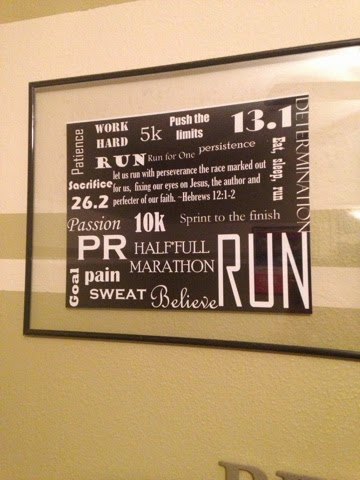 Patience
WORK
HARD
5k
Push the
limits
13.1
DETERMINATION
RUN
Run for One
persistence
Eat, sleep, run
let us run with perseverance the race marked out
for us, fixing our eyes on Jesus, the author and
perfecter of our faith. ~Hebrews 12:1-2
Sacrifice
26.2
Passion
10k
Sprint to the finish
PR
HALF*FULL
MARATHON
RUN
Goal
pain
SWEAT
Believe